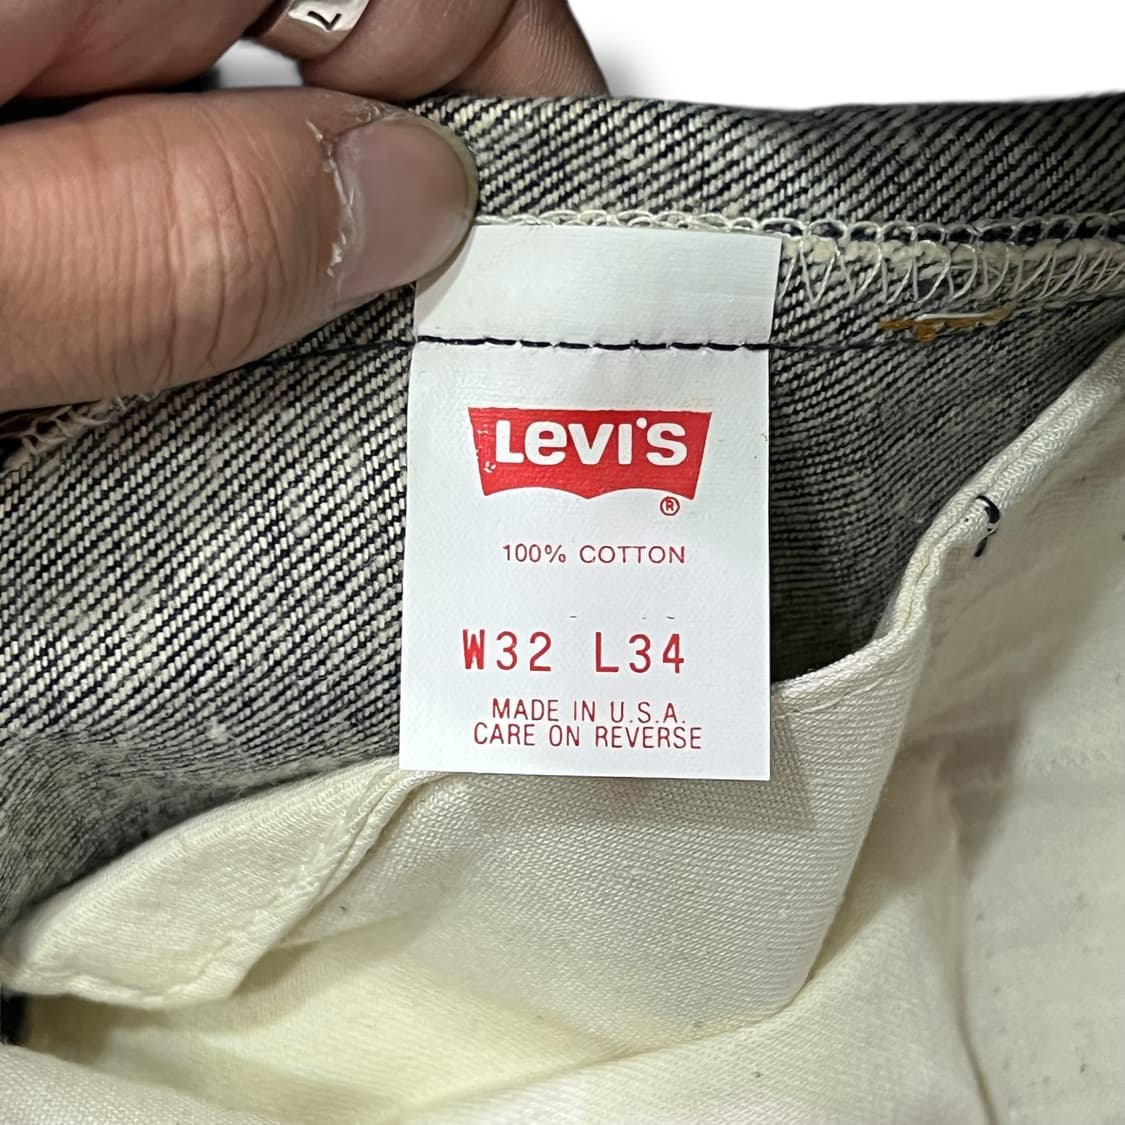 Levi's
®
100% COTTON
W32 L34
MADE IN U.S.A.
CARE ON REVERSE